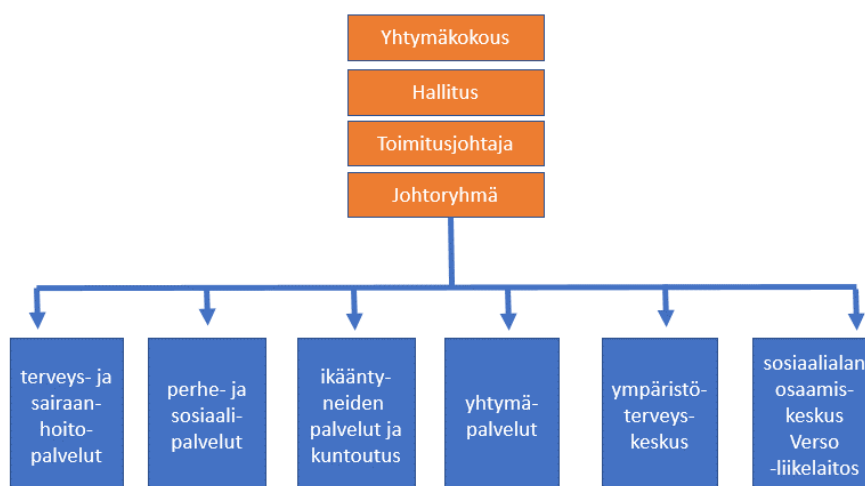 Yhtymäkokous
Hallitus
Toimitusjohtaja
Johtoryhmä
terveys- ja
sairaan-
hoito-
palvelut
perhe- ja
sosiaali-
palvelut
ikäänty-
neiden
palvelut ja
kuntoutus
yhtymä-
palvelut
ympäristö-
terveys-
keskus
sosiaalialan
osaamis-
keskus
Verso
-liikelaitos